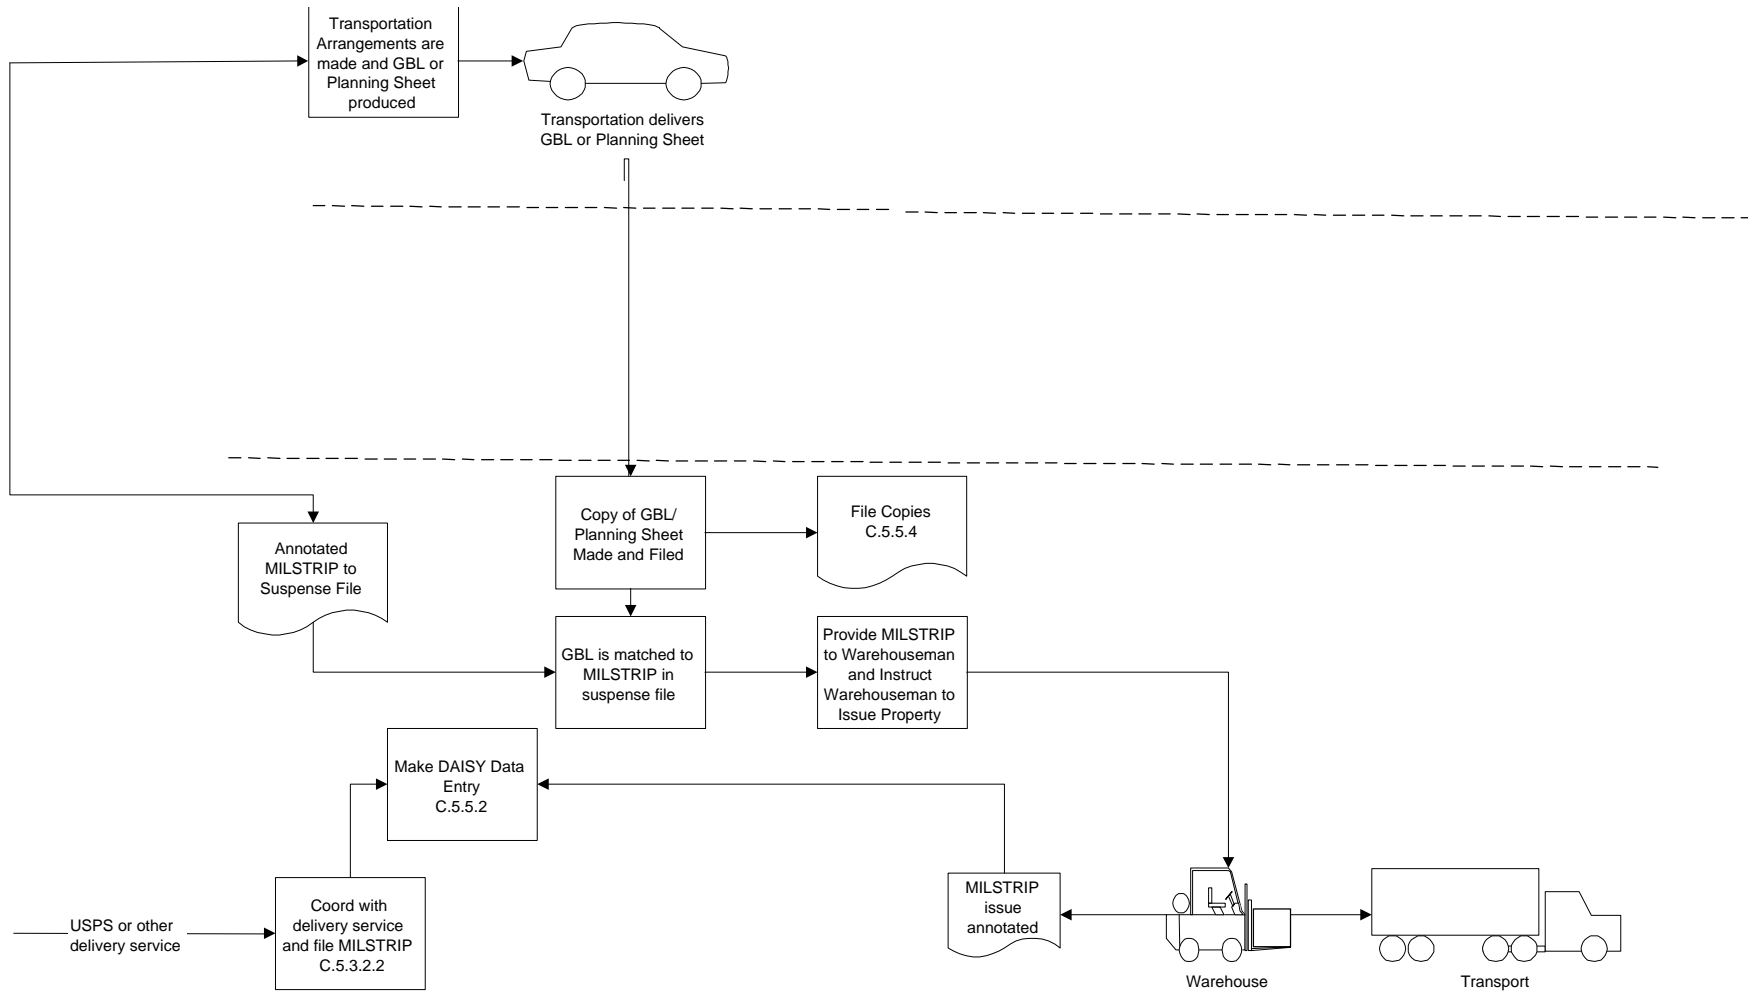 Transportation
Arrangements are
made and GBL or
Planning Sheet
produced
Transportation delivers
GBL or Planning Sheet
Copy of GBL/
Planning Sheet
Made and Filed
File Copies
C.5.5.4
Annotated
MILSTRIP to
Suspense File
GBL is matched to
MILSTRIP in
suspense file
Provide MILSTRIP
to Warehouseman
and Instruct
Warehouseman to
Issue Property
Make DAISY Data
Entry
C.5.5.2
USPS or other
delivery service
Coord with
delivery service
and file MILSTRIP
C.5.3.2.2
MILSTRIP
issue
annotated
Warehouse
Transport